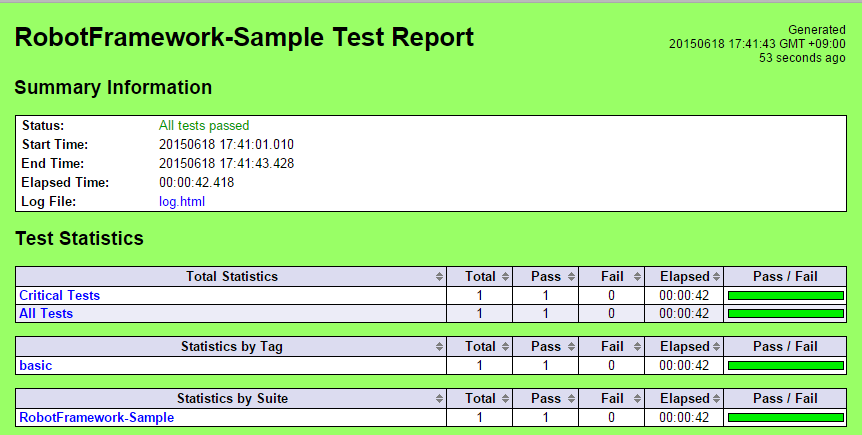 RobotFramework-Sample Test Report
Generated
20150618 17:41:43 GMT +09:00
53 seconds ago
Summary Information
Status: All tests passed
Start Time: 20150618 17:41:01.010
End Time: 20150618 17:41:43.428
Elapsed Time: 00:00:42.418
Log File: log.html
Test Statistics
Total Statistics Total Pass Fail Elapsed Pass / Fail
Critical Tests 1 1 0 00:00:42
All Tests 1 1 0 00:00:42
Statistics by Tag Total Pass Fail Elapsed Pass / Fail
basic 1 1 0 00:00:42
Statistics by Suite Total Pass Fail Elapsed Pass / Fail
RobotFramework-Sample 1 1 0 00:00:42